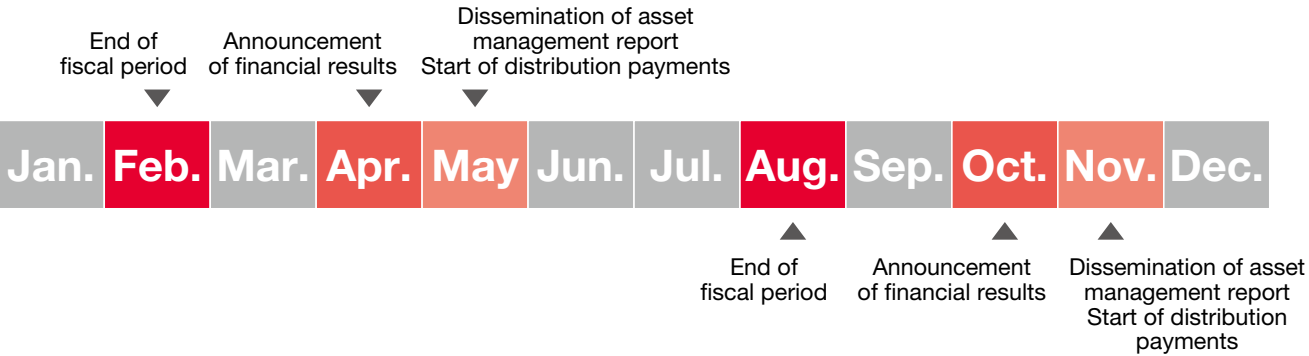 Dissemination of asset
management report
Start of distribution payments
End of
fiscal period
Announcement
of financial results
Jan. Feb. Mar. Apr. May Jun. Jul. Aug. Sep. Oct. Nov. Dec.
End of
fiscal period
Announcement
of financial results
Dissemination of asset
management report
Start of distribution
payments